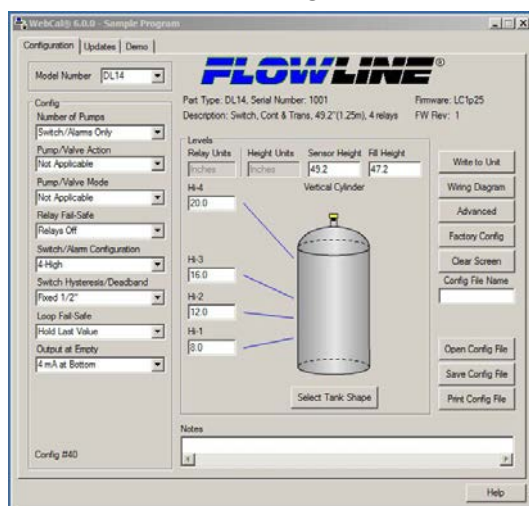 WebCal® 6.0.0 - Sample Program
Configuration Updates Demo
Model Number DL14
FLOWLINE®
Part Type: DL14, Serial Number: 1001 Firmware: LC1p25
Description: Switch, Cont & Trans, 49.2"(1.25m), 4 relays FW Rev: 1
Config
Number of Pumps
Switch/Alarms Only
Pump/Valve Action
Not Applicable
Pump/Valve Mode
Not Applicable
Relay Fail-Safe
Relays Off
Switch/Alarm Configuration
4-High
Switch Hysteresis/Deadband
Fixed 1/2"
Loop Fail-Safe
Hold Last Value
Output at Empty
4 mA at Bottom
Config #40
Levels
Relay Units Height Units Sensor Height Fill Height
Inches Inches 49.2 47.2
Hi-4 Vertical Cylinder
20.0
Hi-3
16.0
Hi-2
12.0
Hi-1
8.0
Select Tank Shape
Write to Unit
Wiring Diagram
Advanced
Factory Config
Clear Screen
Config File Name
Open Config File
Save Config File
Print Config File
Notes
Help